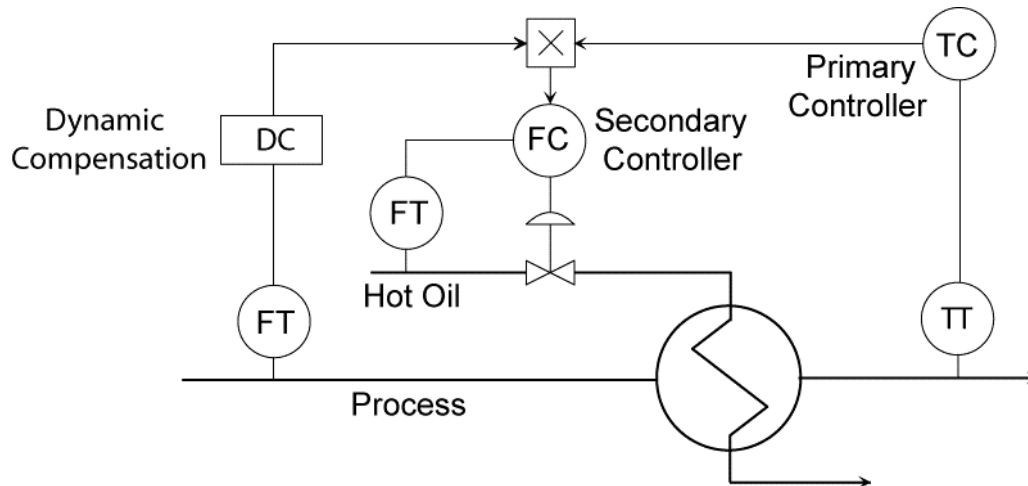 ×
TC
Primary
Controller
Dynamic
Compensation
DC
FC
Secondary
Controller
FT
Hot Oil
FT
TT
Process